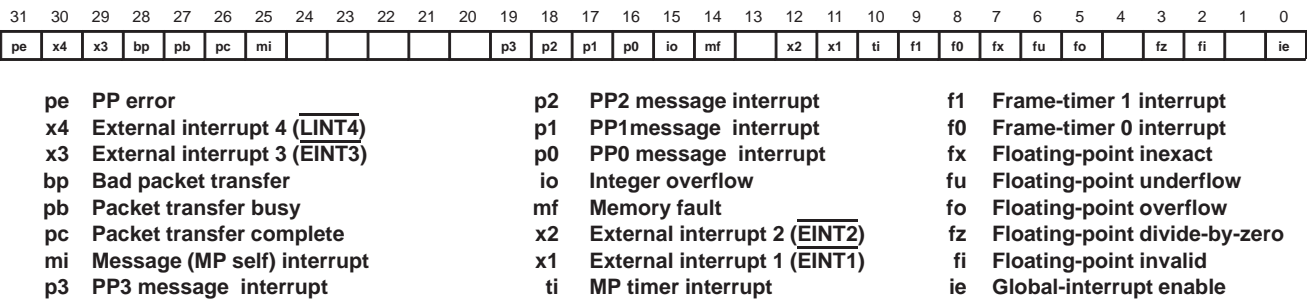 31 30 29 28 27 26 25 24 23 22 21 20 19 18 17 16 15 14 13 12 11 10 9 8 7 6 5 4 3 2 1 0
pe x4 x3 bp pb pc mi p3 p2 p1 p0 io mf x2 x1 ti f1 f0 fx fu fo fz fi ie
pe PP error
x4 External interrupt 4 (LINT4)
x3 External interrupt 3 (EINT3)
bp Bad packet transfer
pb Packet transfer busy
pc Packet transfer complete
mi Message (MP self) interrupt
p3 PP3 message interrupt
p2 PP2 message interrupt
p1 PP1message interrupt
p0 PP0 message interrupt
io Integer overflow
mf Memory fault
x2 External interrupt 2 (EINT2)
x1 External interrupt 1 (EINT1)
ti MP timer interrupt
f1 Frame-timer 1 interrupt
f0 Frame-timer 0 interrupt
fx Floating-point inexact
fu Floating-point underflow
fo Floating-point overflow
fz Floating-point divide-by-zero
fi Floating-point invalid
ie Global-interrupt enable